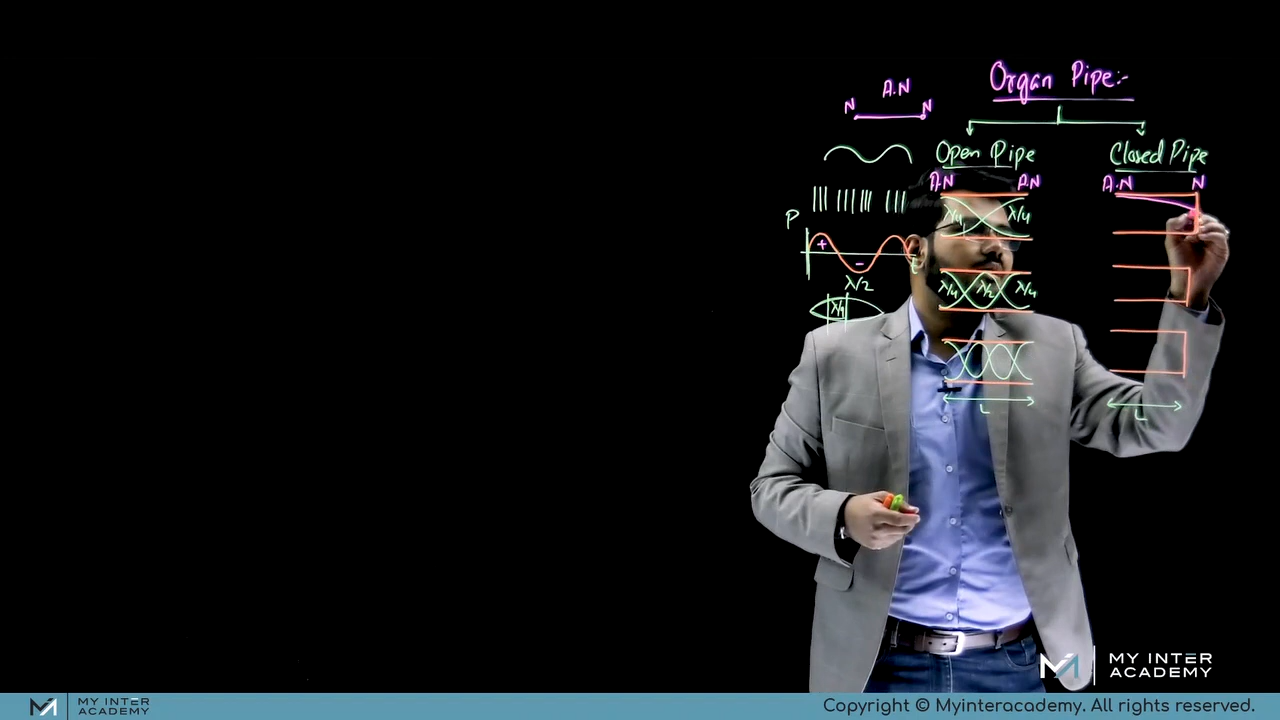 Organ Pipe:-
A.N
N N
Open Pipe
Closed Pipe
A.N A.N
A.N N
P
λ/4 λ/4
+
-
t
λ/2
λ/4
λ/4 λ/2 λ/4
L
L
MY INTER
ACADEMY
MY INTER
ACADEMY
Copyright © Myinteracademy. All rights reserved.